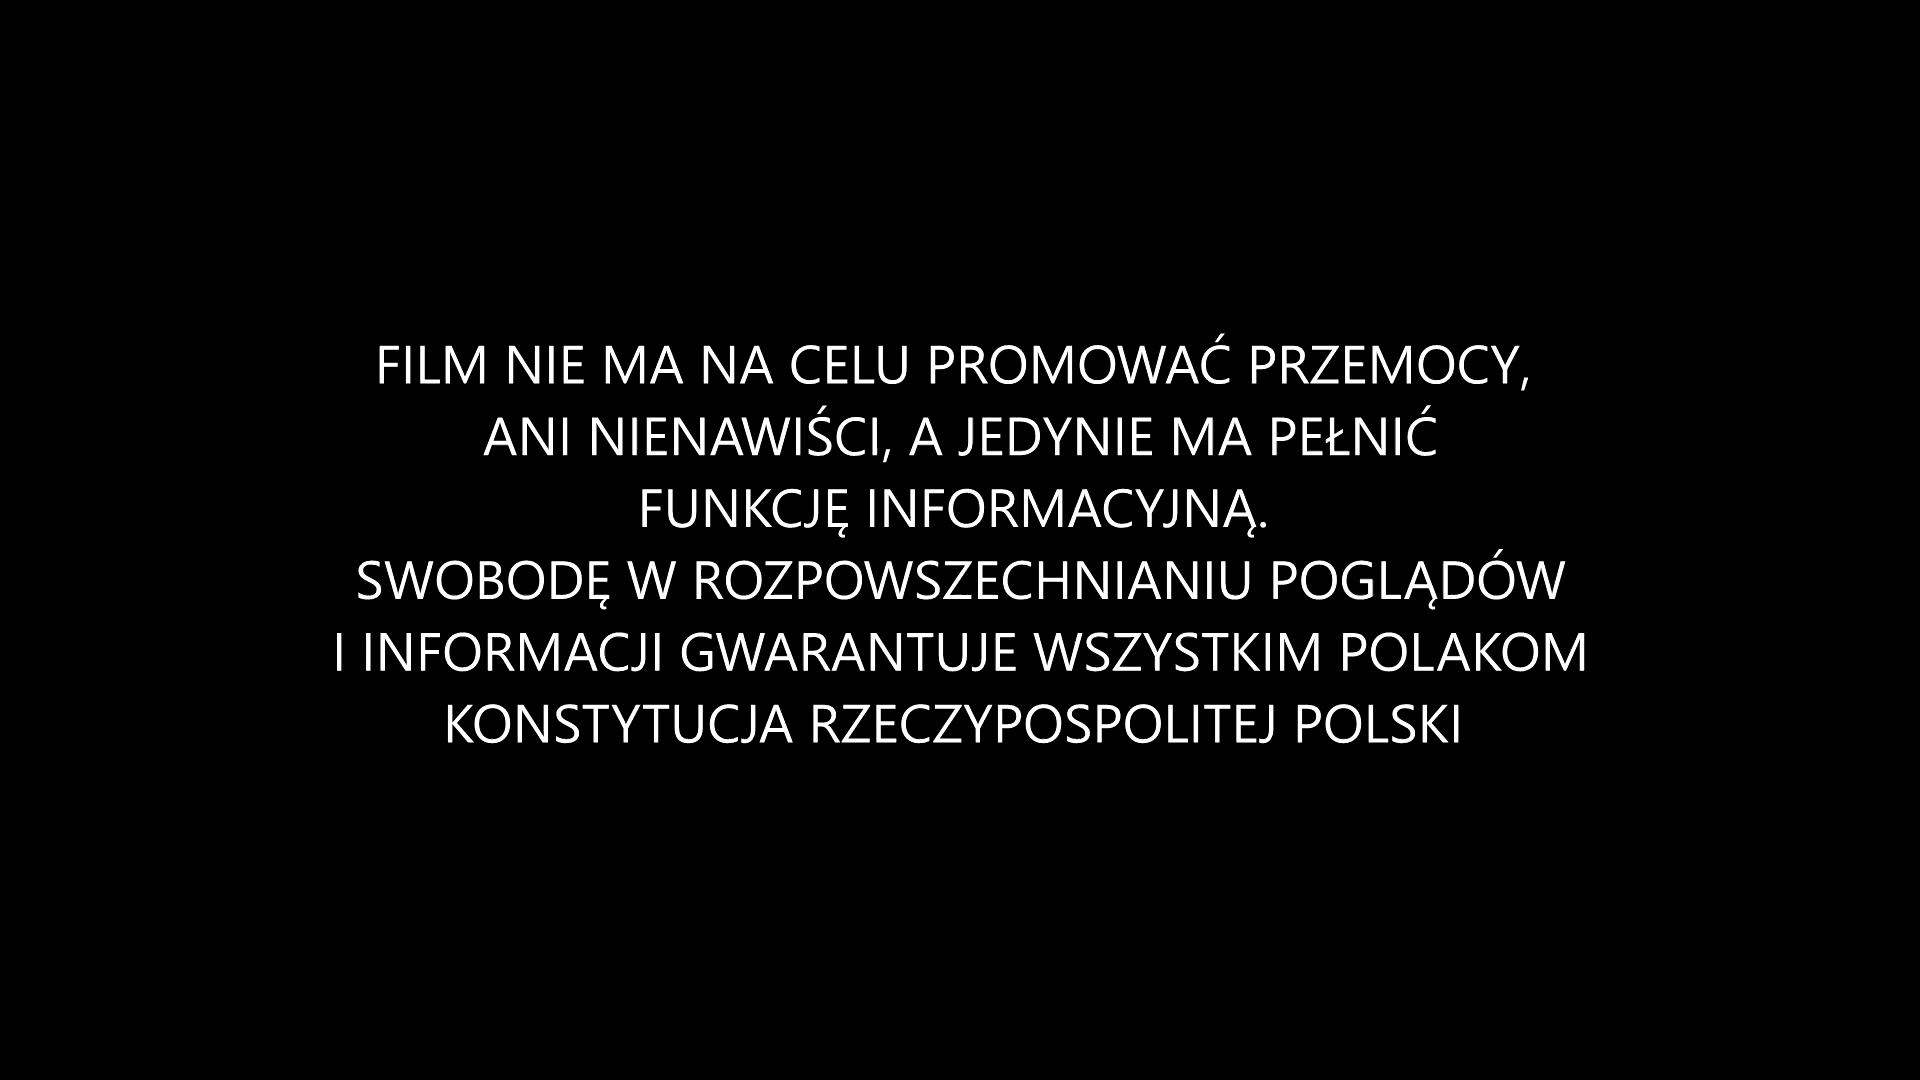 FILM NIE MA NA CELU PROMOWAĆ PRZEMOCY,
ANI NIENAWIŚCI, A JEDYNIE MA PEŁNIĆ
FUNKCJĘ INFORMACYJNĄ.
SWOBODĘ W ROZPOWSZECHNIANIU POGLĄDÓW
I INFORMACJI GWARANTUJE WSZYSTKIM POLAKOM
KONSTYTUCJA RZECZYPOSPOLITEJ POLSKI